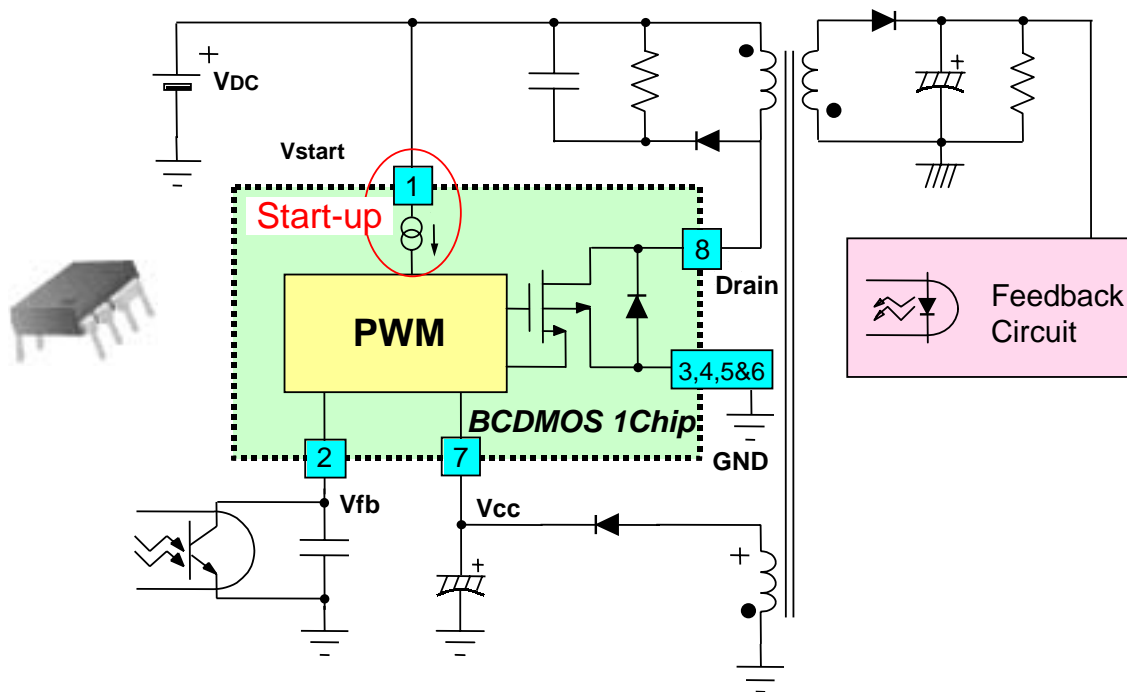 +
VDC
Vstart
1
Start-up
8
Drain
PWM
3,4,5&6
BCDMOS 1Chip
GND
2
7
Vfb
Vcc
+
+
+
Feedback
Circuit